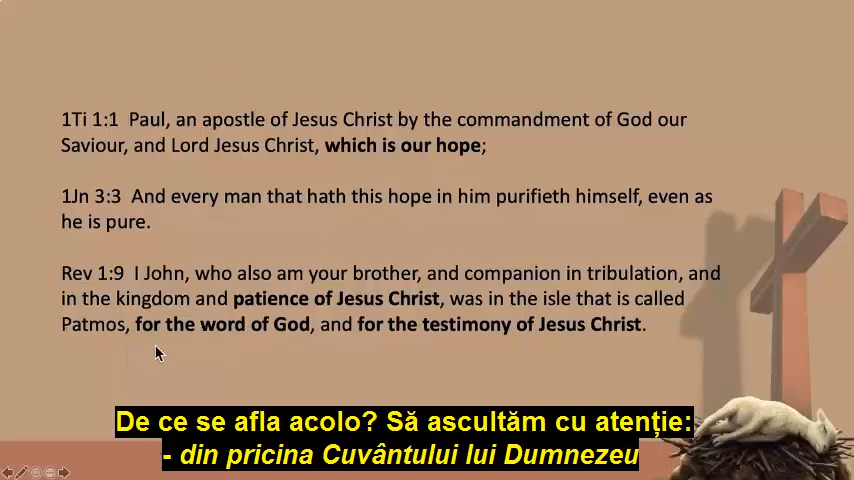 1Ti 1:1  Paul, an apostle of Jesus Christ by the commandment of God our
Saviour, and Lord Jesus Christ, which is our hope;
1Jn 3:3  And every man that hath this hope in him purifieth himself, even as
he is pure.
Rev 1:9  I John, who also am your brother, and companion in tribulation, and
in the kingdom and patience of Jesus Christ, was in the isle that is called
Patmos, for the word of God, and for the testimony of Jesus Christ.
De ce se afla acolo? Să ascultăm cu atenție:
- din pricina Cuvântului lui Dumnezeu